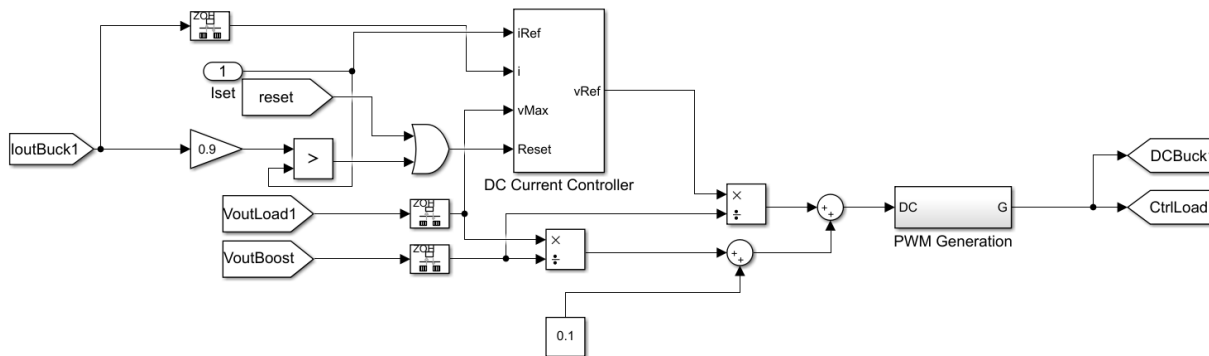 ZOH
iRef
i
1
Iset
reset
vMax
vRef
IoutBuck1
0.9
>
Reset
DC Current Controller
DCBuck1
VoutLoad1
ZOH
×
÷
+
+
DC
G
CtrlLoad
PWM Generation
VoutBoost
ZOH
×
÷
+
+
0.1